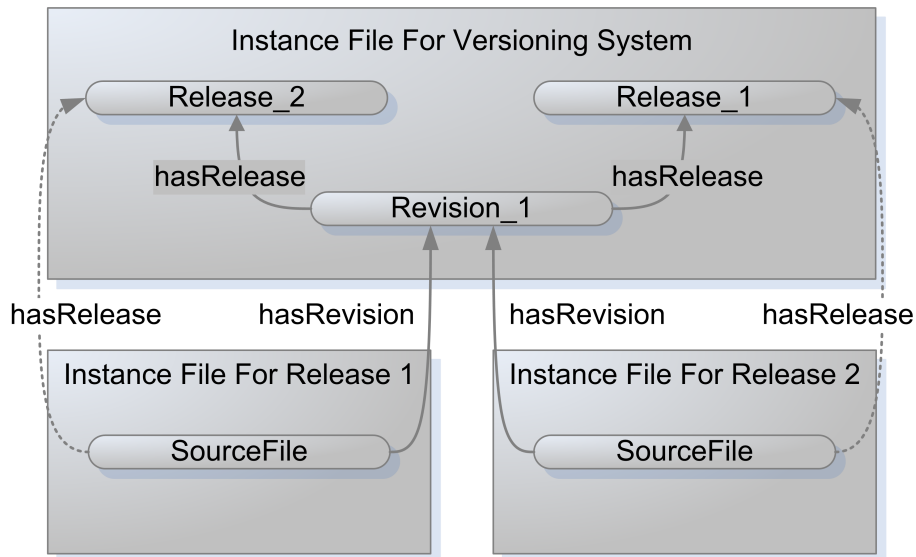 Instance File For Versioning System
Release_2
Release_1
hasRelease
hasRelease
Revision_1
hasRelease
hasRevision
hasRevision
hasRelease
Instance File For Release 1
Instance File For Release 2
SourceFile
SourceFile